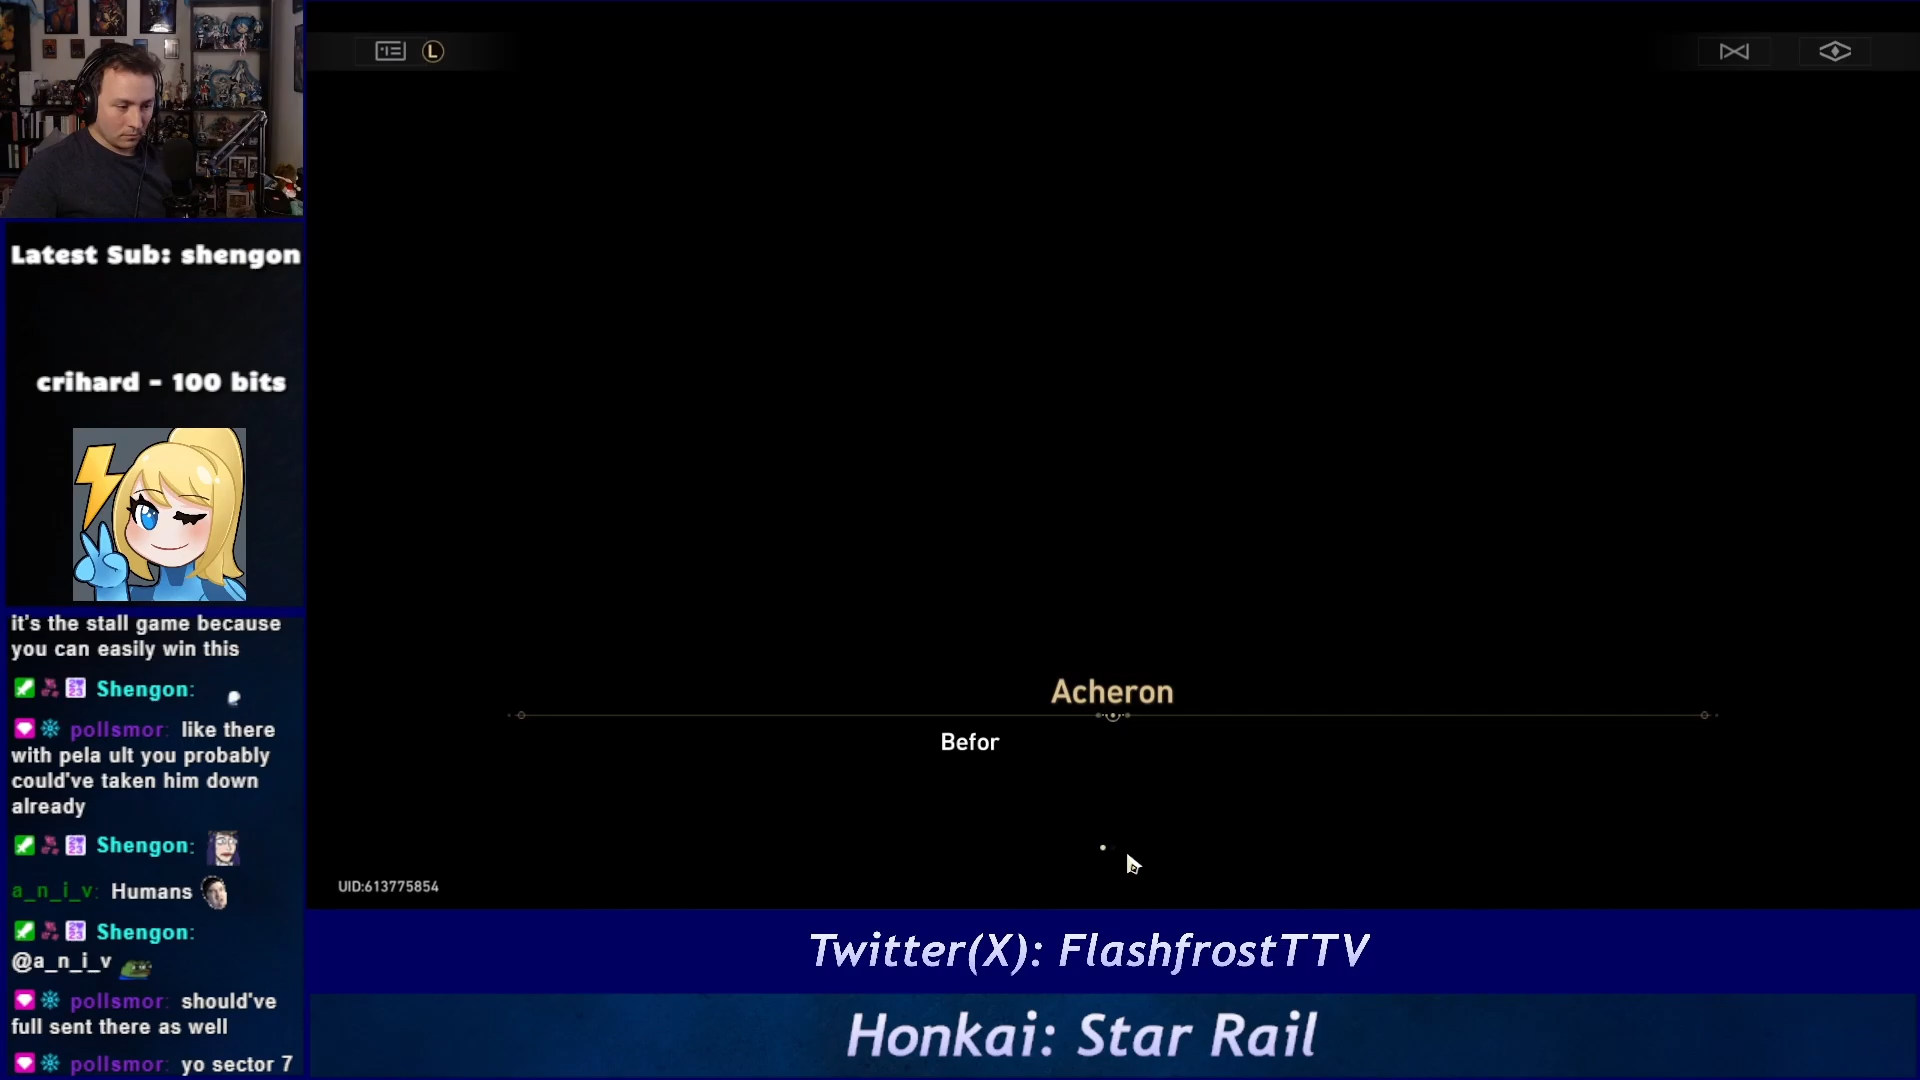 L
Latest Sub: shengon
crihard - 100 bits
it's the stall game because
you can easily win this
Shengon:
pollsmor: like there
with pela ult you probably
could've taken him down
already
Shengon:
a_n_i_v: Humans
Shengon:
@a_n_i_v
pollsmor: should've
full sent there as well
pollsmor: yo sector 7
Acheron
Befor
UID:613775854
Twitter(X): FlashfrostTTV
Honkai: Star Rail